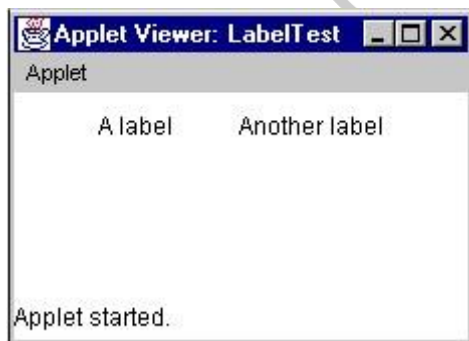 Applet Viewer: LabelTest
Applet
A label Another label
Applet started.